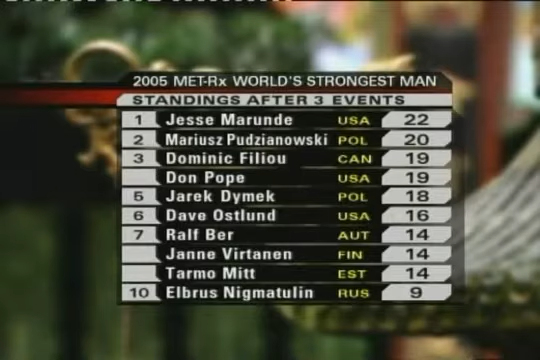 2005 MET-Rx WORLD'S STRONGEST MAN
STANDINGS AFTER 3 EVENTS
1 Jesse Marunde USA 22
2 Mariusz Pudzianowski POL 20
3 Dominic Filiou CAN 19
Don Pope USA 19
5 Jarek Dymek POL 18
6 Dave Ostlund USA 16
7 Ralf Ber AUT 14
Janne Virtanen FIN 14
Tarmo Mitt EST 14
10 Elbrus Nigmatulin RUS 9